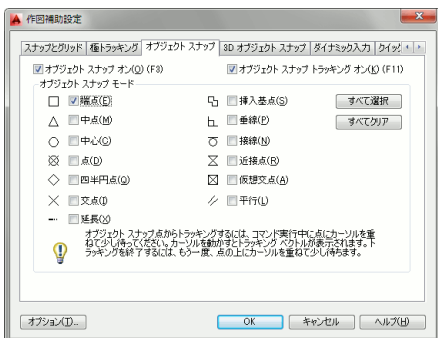 作図補助設定
スナップとグリッド 極トラッキング オブジェクト スナップ 3D オブジェクト スナップ ダイナミック入力 クイック
オブジェクト スナップ オン(O) (F3) オブジェクト スナップ トラッキング オン(K) (F11)
オブジェクト スナップ モード
端点(E) 挿入基点(S) すべて選択
中点(M) 垂線(P) すべてクリア
中心(C) 接線(N)
点(D) 近接点(R)
四半円点(Q) 仮想交点(A)
交点(I) 平行(L)
延長(X)
オブジェクト スナップ点からトラッキングするには、コマンド実行中に点にカーソルを重
ねて少し待ってください。カーソルを動かすとトラッキング ベクトルが表示されます。ト
ラッキングを終了するには、もう一度、点の上にカーソルを重ねて少し待ちます。
オプション(T)... OK キャンセル ヘルプ(H)